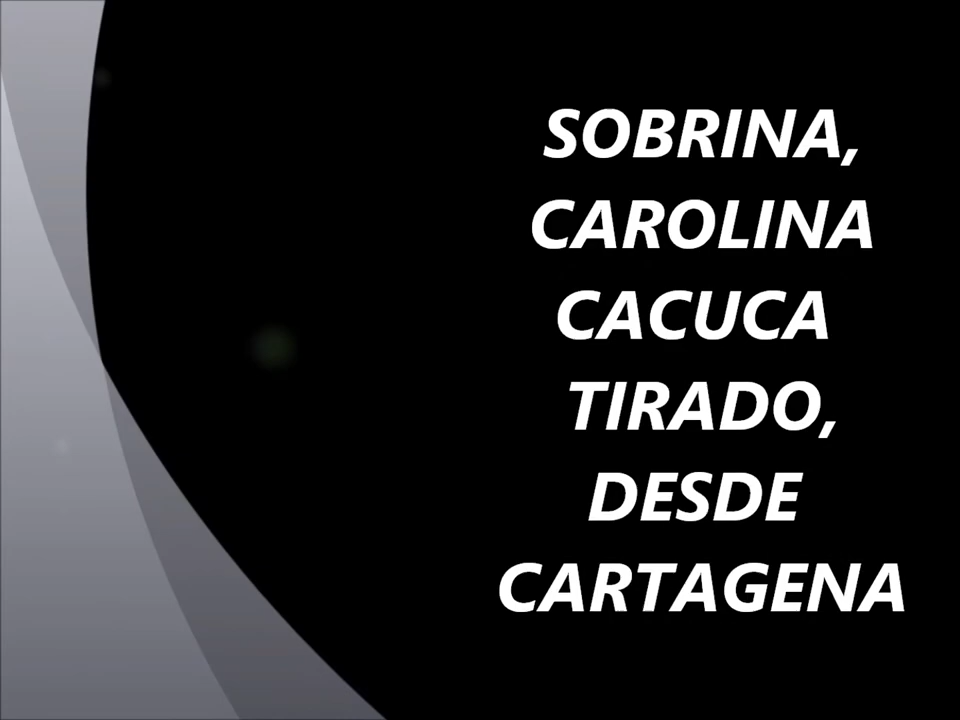 SOBRINA,
CAROLINA
CACUCA
TIRADO,
DESDE
CARTAGENA